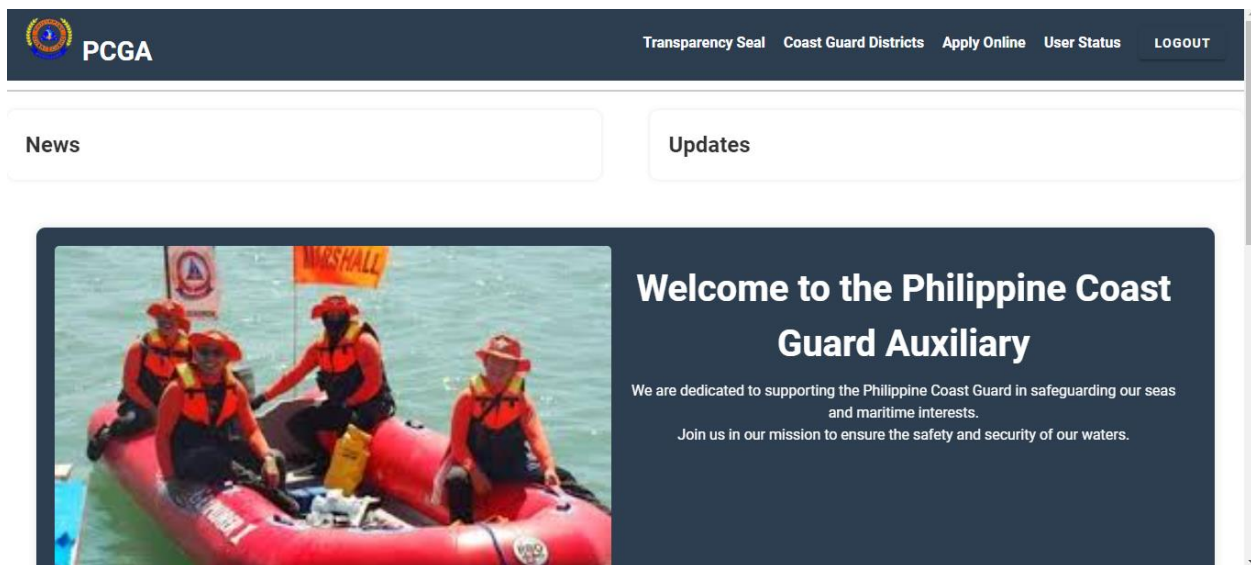 PCGA
Transparency Seal
Coast Guard Districts
Apply Online
User Status
LOGOUT
News
Updates
MARSHALL
Welcome to the Philippine Coast
Guard Auxiliary
We are dedicated to supporting the Philippine Coast Guard in safeguarding our seas
and maritime interests.
Join us in our mission to ensure the safety and security of our waters.